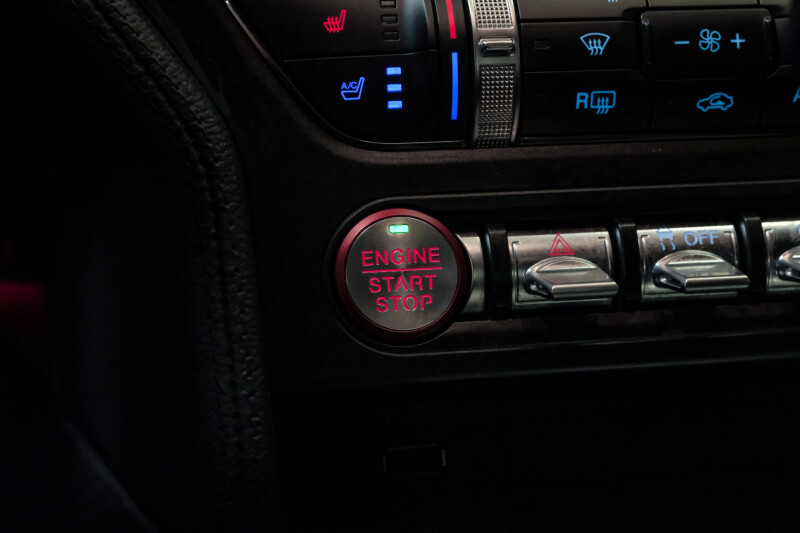 A/C
R
- +
ENGINE
START
STOP
OFF